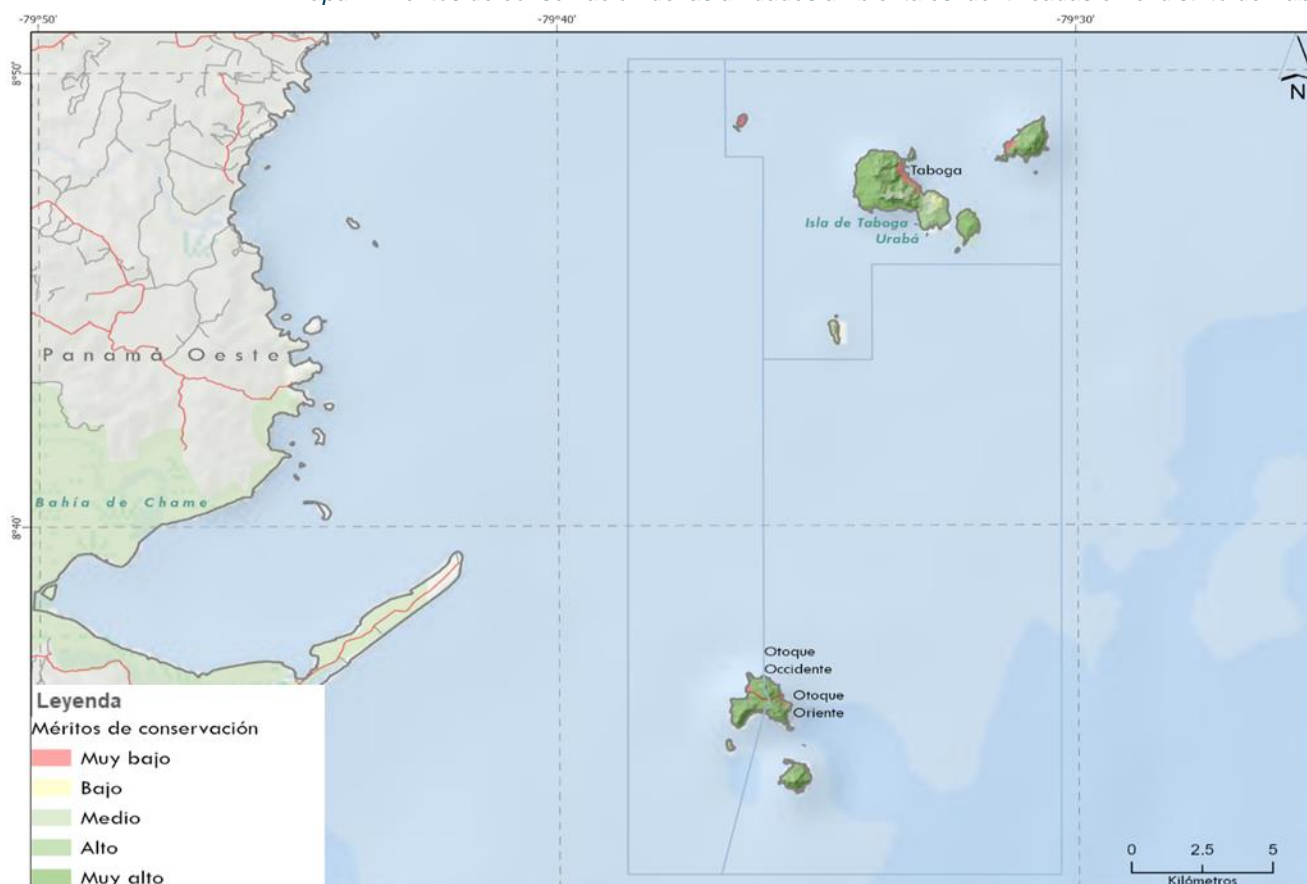 -79°50'
-79°40'
-79°30'
8°50'
N
Taboga
Isla de Taboga
Urabá
Panamá Oeste
Bahía de Chame
8°40'
Otoque
Occidente
Otoque
Oriente
Leyenda
Méritos de conservación
Muy bajo
Bajo
Medio
Alto
Muy alto
0 2.5 5
Kilómetros